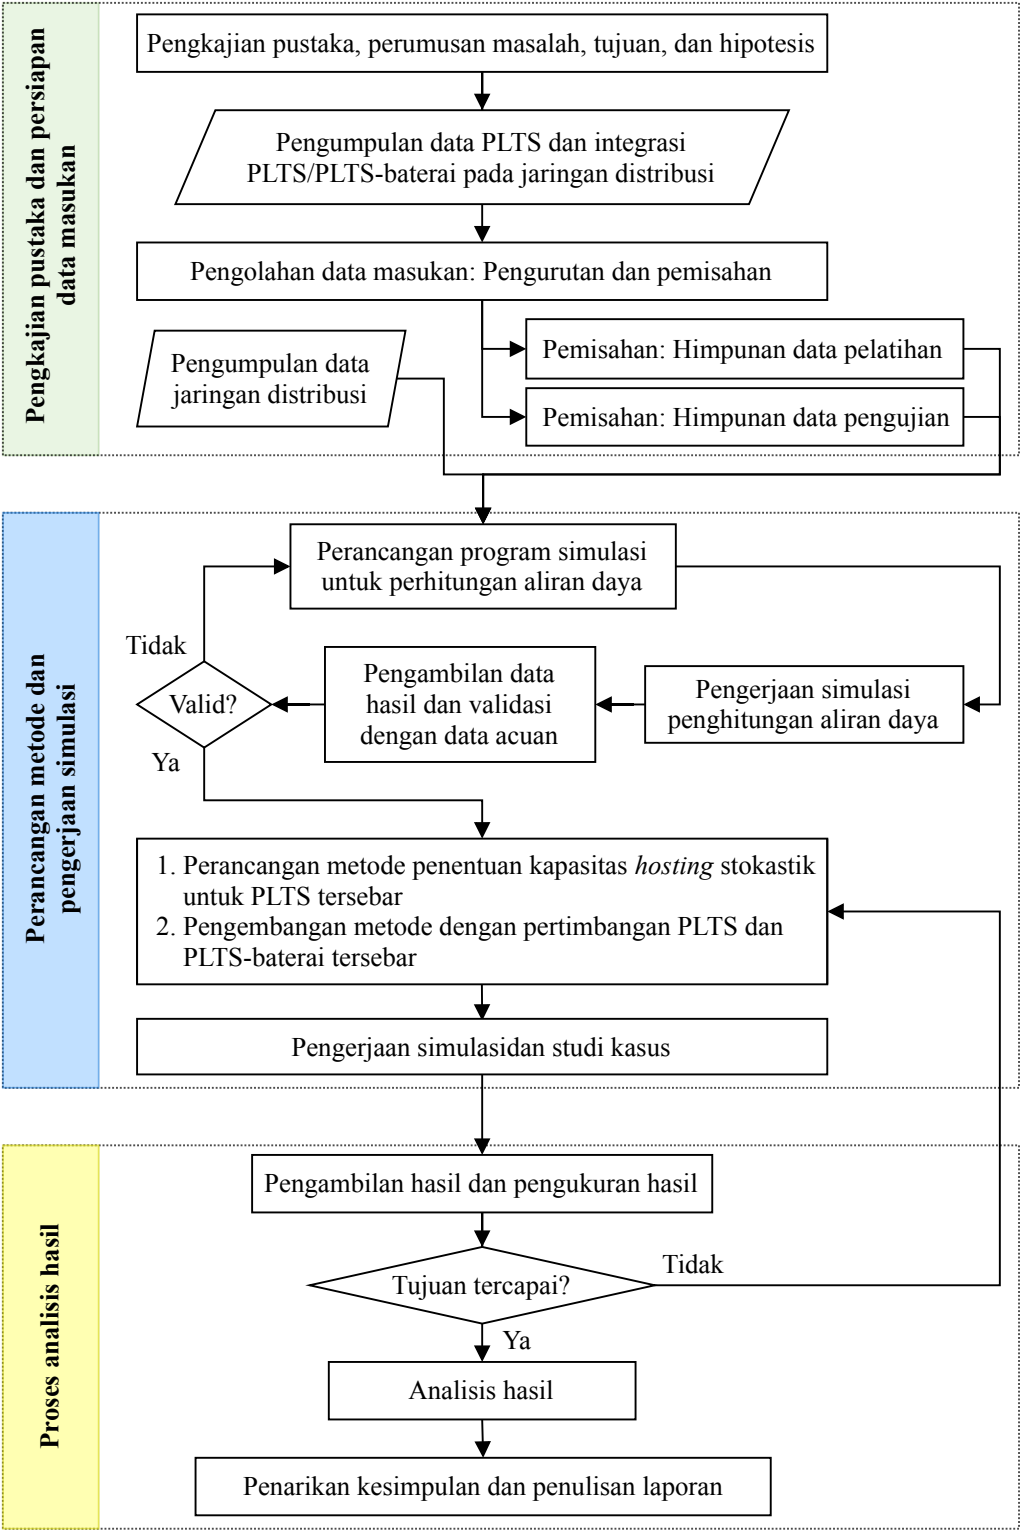 Pengkajian pustaka dan persiapan
data masukan
Pengkajian pustaka, perumusan masalah, tujuan, dan hipotesis
Pengumpulan data PLTS dan integrasi
PLTS/PLTS-baterai pada jaringan distribusi
Pengolahan data masukan: Pengurutan dan pemisahan
Pengumpulan data
jaringan distribusi
Pemisahan: Himpunan data pelatihan
Pemisahan: Himpunan data pengujian
Perancangan metode dan
pengerjaan simulasi
Perancangan program simulasi
untuk perhitungan aliran daya
Tidak
Valid?
Ya
Pengambilan data
hasil dan validasi
dengan data acuan
Pengerjaan simulasi
penghitungan aliran daya
1. Perancangan metode penentuan kapasitas hosting stokastik
untuk PLTS tersebar
2. Pengembangan metode dengan pertimbangan PLTS dan
PLTS-baterai tersebar
Pengerjaan simulasidan studi kasus
Proses analisis hasil
Pengambilan hasil dan pengukuran hasil
Tujuan tercapai?
Tidak
Ya
Analisis hasil
Penarikan kesimpulan dan penulisan laporan